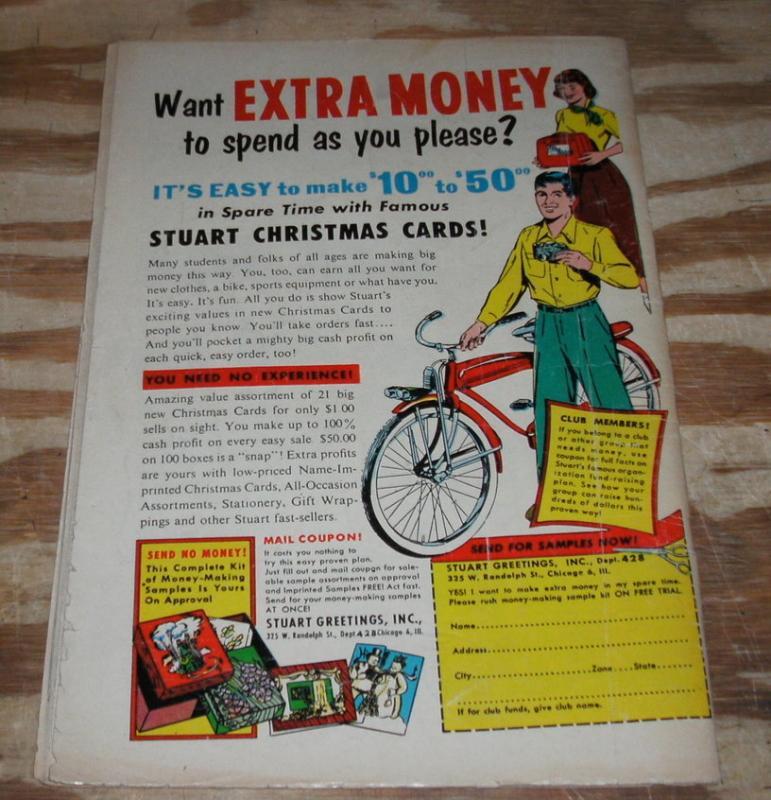 Want EXTRA MONEY
to spend as you please?
IT'S EASY to make $10⁰⁰ to $50⁰⁰
in Spare Time with Famous
STUART CHRISTMAS CARDS!
Many students and folks of all ages are making big
money this way. You, too, can earn all you want for
new clothes, a bike, sports equipment or what have you.
It's easy. It's fun. All you do is show Stuart's
exciting values in new Christmas Cards to
people you know. You'll take orders fast....
And you'll pocket a mighty big cash profit on
each quick, easy order, too!
YOU NEED NO EXPERIENCE!
Amazing value assortment of 21 big
new Christmas Cards for only $1 00
sells on sight. You make up to 100%
cash profit on every easy sale. $50.00
on 100 boxes is a "snap"! Extra profits
are yours with low-priced Name-Im-
printed Christmas Cards, All-Occasion
Assortments, Stationery, Gift Wrap-
pings and other Stuart fast-sellers.
CLUB MEMBERS!
If you belong to a club
or other group that
needs money, use
coupon for full facts on
Stuart's famous organ-
ization fund-raising
plan. See how your
group can raise hun-
dreds of dollars this
proven way!
SEND NO MONEY!
This Complete Kit
of Money-Making
Samples Is Yours
On Approval
MAIL COUPON!
It costs you nothing to
try this easy proven plan.
Just fill out and mail coupon for sale-
able sample assortments on approval
and Imprinted Samples FREE! Act fast.
Send for your money-making samples
AT ONCE!
STUART GREETINGS, INC.,
325 W. Randolph St., Dept 428 Chicago 6, Ill.
SEND FOR SAMPLES NOW!
STUART GREETINGS, INC., Dept. 428
325 W. Randolph St., Chicago 6, Ill.
YES! I want to make extra money in my spare time.
Please rush money-making sample kit ON FREE TRIAL.
Name
Address
City Zone State
If for club funds, give club name.